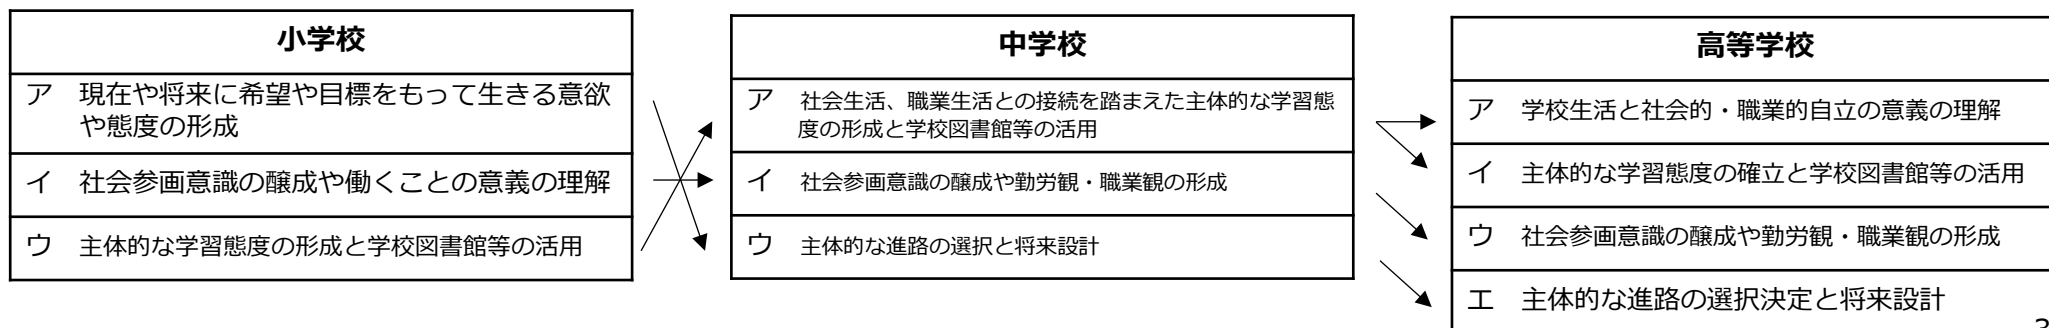 小学校
ア 現在や将来に希望や目標をもって生きる意欲
や態度の形成
イ 社会参画意識の醸成や働くことの意義の理解
ウ 主体的な学習態度の形成と学校図書館等の活用
中学校
ア 社会生活、職業生活との接続を踏まえた主体的な学習態
度の形成と学校図書館等の活用
イ 社会参画意識の醸成や勤労観・職業観の形成
ウ 主体的な進路の選択と将来設計
高等学校
ア 学校生活と社会的・職業的自立の意義の理解
イ 主体的な学習態度の確立と学校図書館等の活用
ウ 社会参画意識の醸成や勤労観・職業観の形成
エ 主体的な進路の選択決定と将来設計